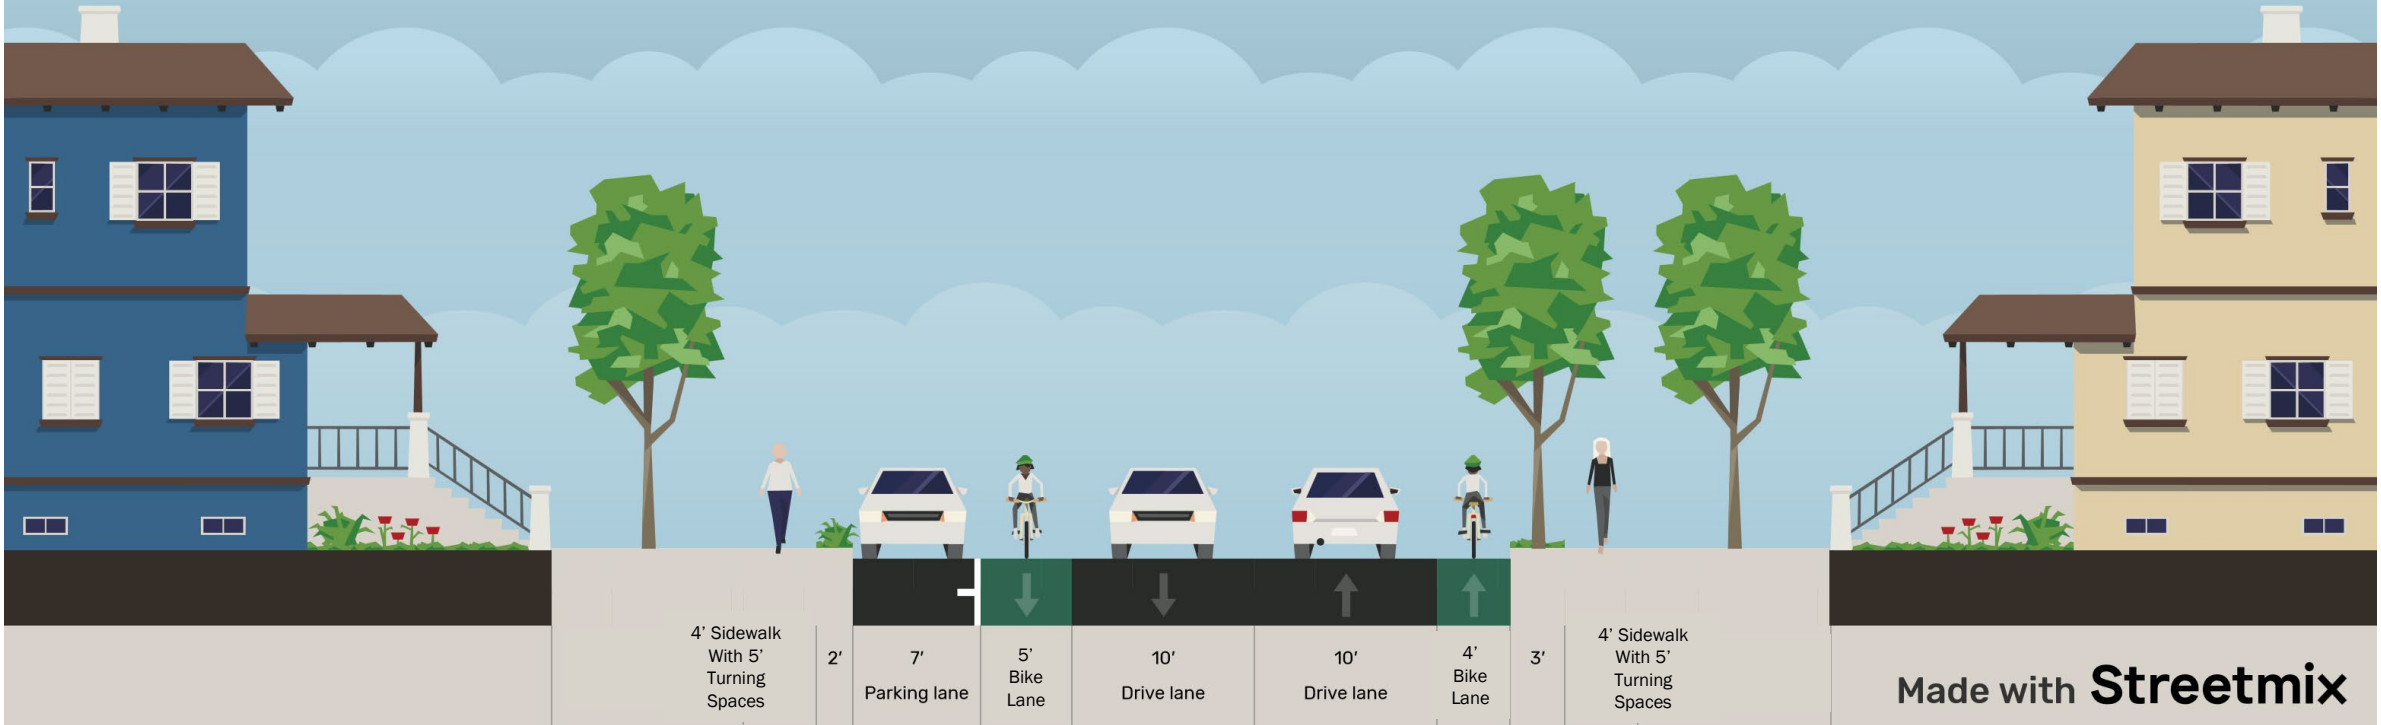 4’ Sidewalk
With 5’
Turning
Spaces
2’
7’
Parking lane
5’
Bike
Lane
10’
Drive lane
10’
Drive lane
4’
Bike
Lane
3’
4’ Sidewalk
With 5’
Turning
Spaces
Made with Streetmix